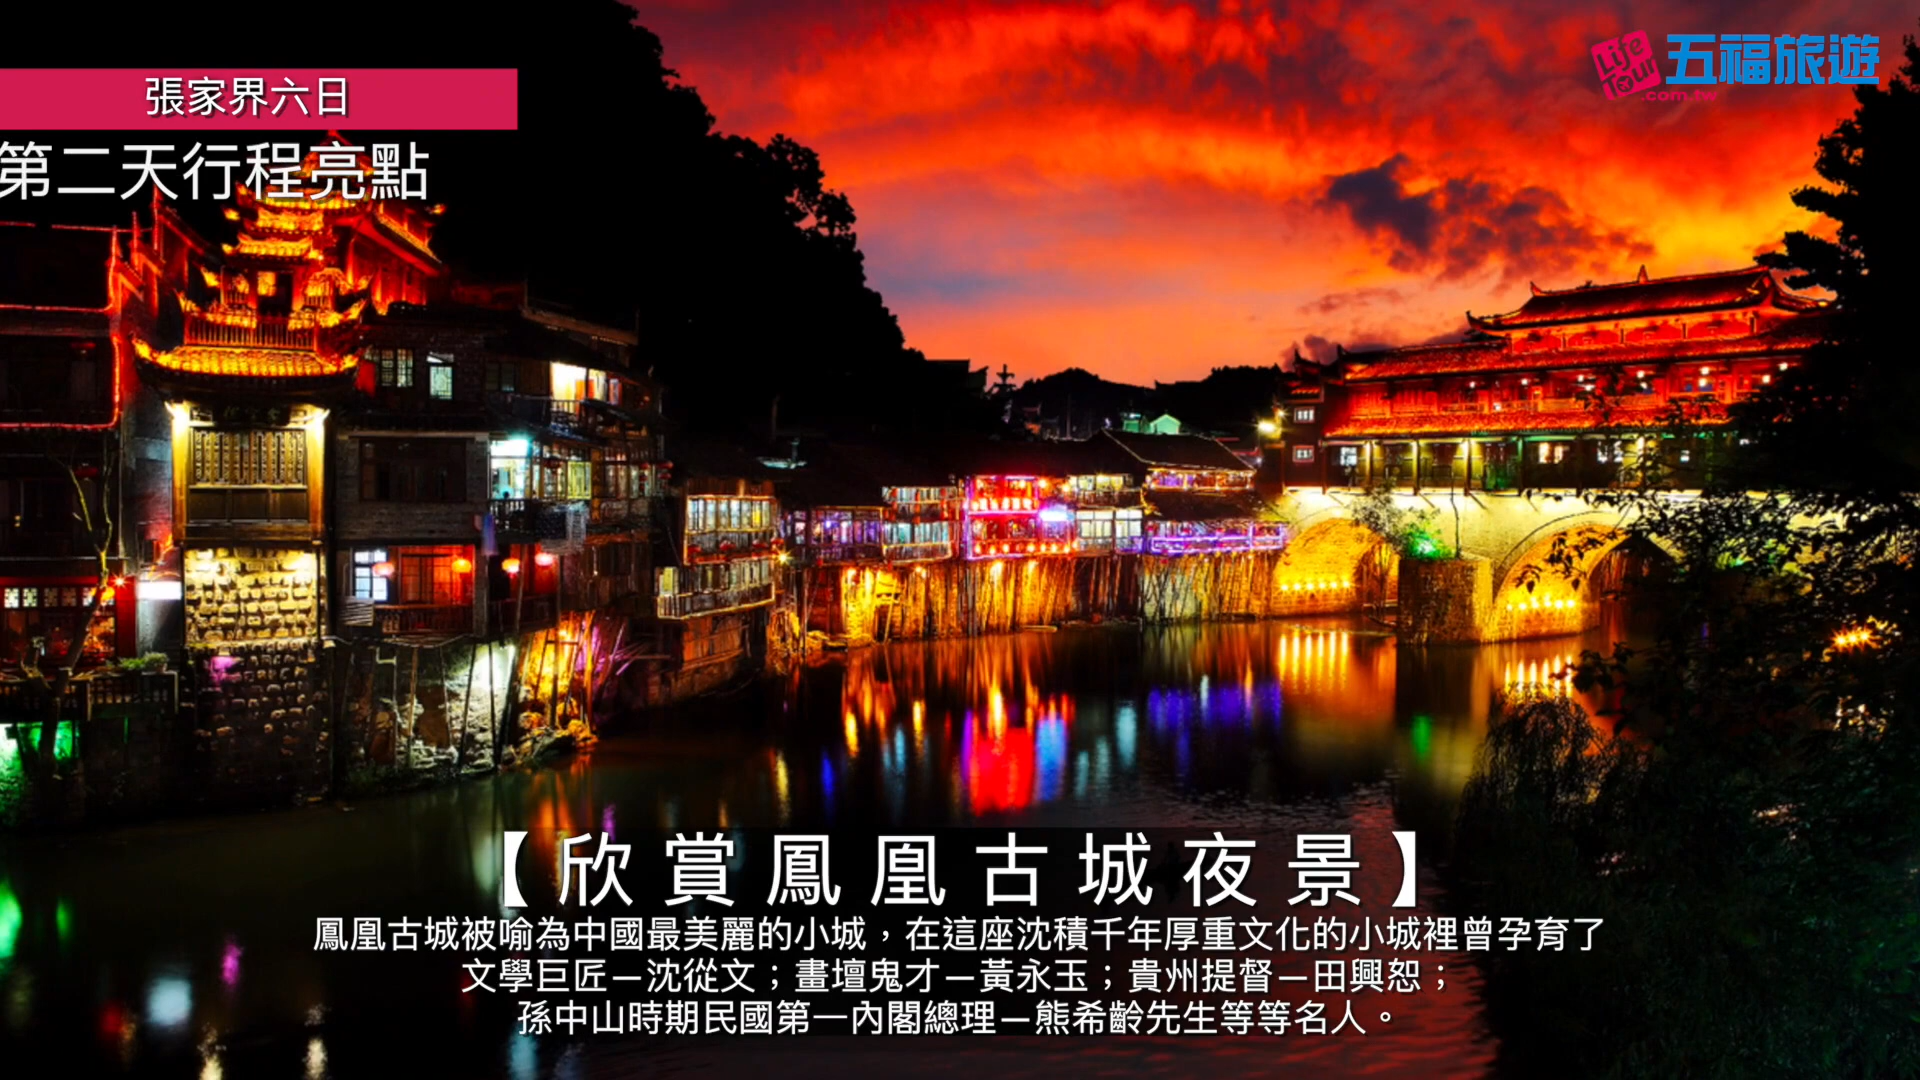 張家界六日
第二天行程亮點
Life Tour
五福旅遊
.com.tw
【欣賞鳳凰古城夜景】
鳳凰古城被喻為中國最美麗的小城，在這座沈積千年厚重文化的小城裡曾孕育了
文學巨匠—沈從文；畫壇鬼才—黃永玉；貴州提督—田興恕；
孫中山時期民國第一內閣總理—熊希齡先生等等名人。